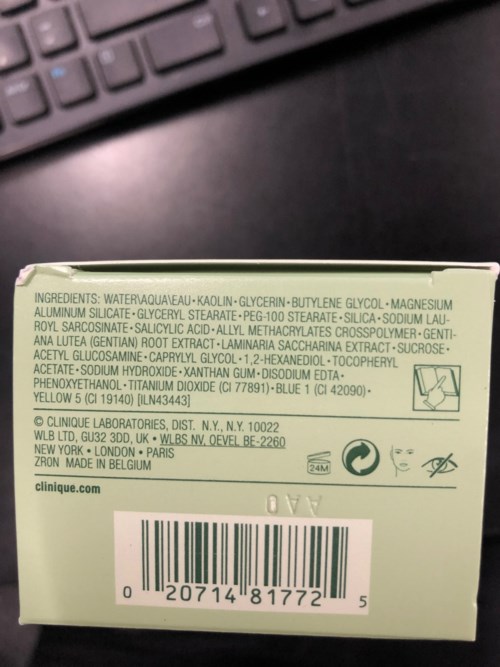 INGREDIENTS: WATER\AQUA\EAU • KAOLIN • GLYCERIN • BUTYLENE GLYCOL • MAGNESIUM
ALUMINUM SILICATE • GLYCERYL STEARATE • PEG-100 STEARATE • SILICA • SODIUM LAU-
ROYL SARCOSINATE • SALICYLIC ACID • ALLYL METHACRYLATES CROSSPOLYMER • GENTI-
ANA LUTEA (GENTIAN) ROOT EXTRACT • LAMINARIA SACCHARINA EXTRACT • SUCROSE •
ACETYL GLUCOSAMINE • CAPRYLYL GLYCOL • 1,2-HEXANEDIOL • TOCOPHERYL
ACETATE • SODIUM HYDROXIDE • XANTHAN GUM • DISODIUM EDTA •
PHENOXYETHANOL • TITANIUM DIOXIDE (CI 77891) • BLUE 1 (CI 42090) •
YELLOW 5 (CI 19140) [ILN43443]
© CLINIQUE LABORATORIES, DIST. N.Y., N.Y. 10022
WLB LTD, GU32 3DD, UK • WLBS NV, OEVEL BE-2260
NEW YORK • LONDON • PARIS
ZRON MADE IN BELGIUM
24M
clinique.com
0 20714 81772 5